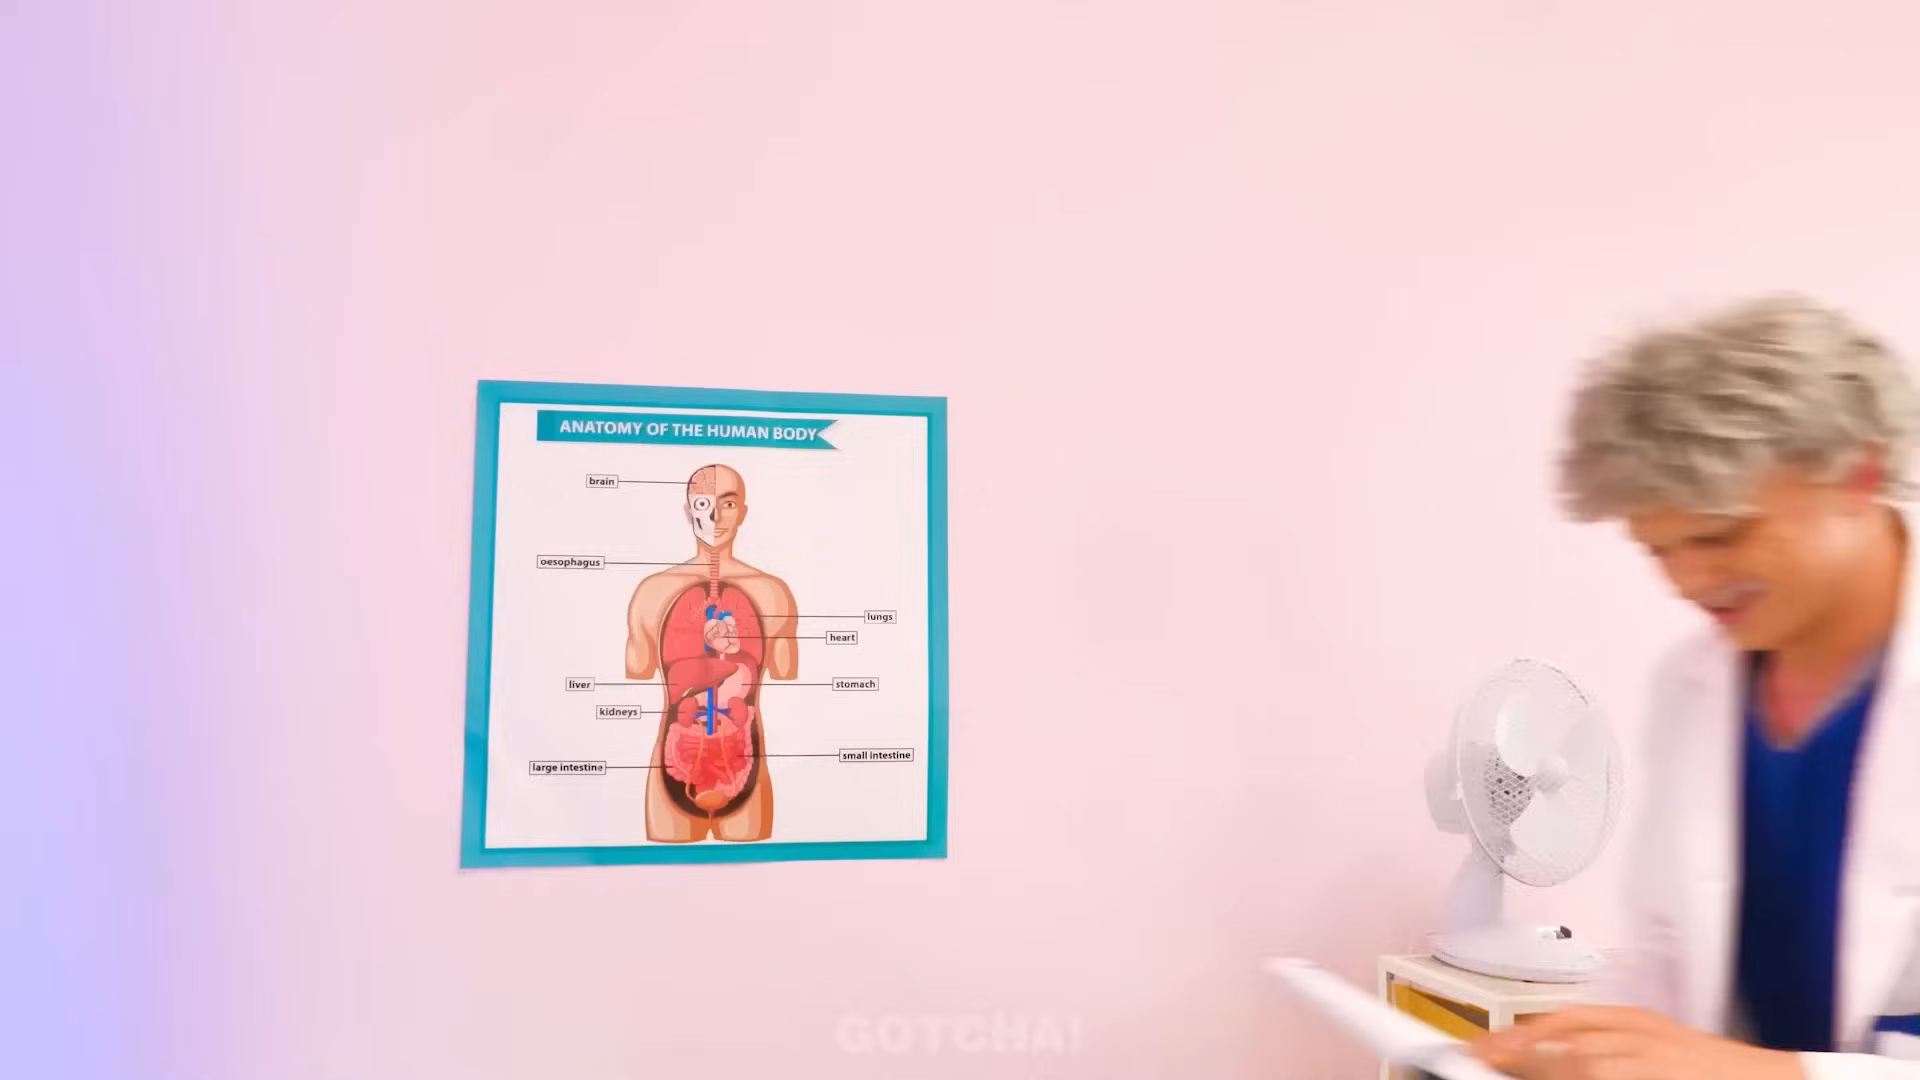 ANATOMY OF THE HUMAN BODY
brain
oesophagus
lungs
heart
liver
stomach
kidneys
small intestine
large intestine
GOTCHA!